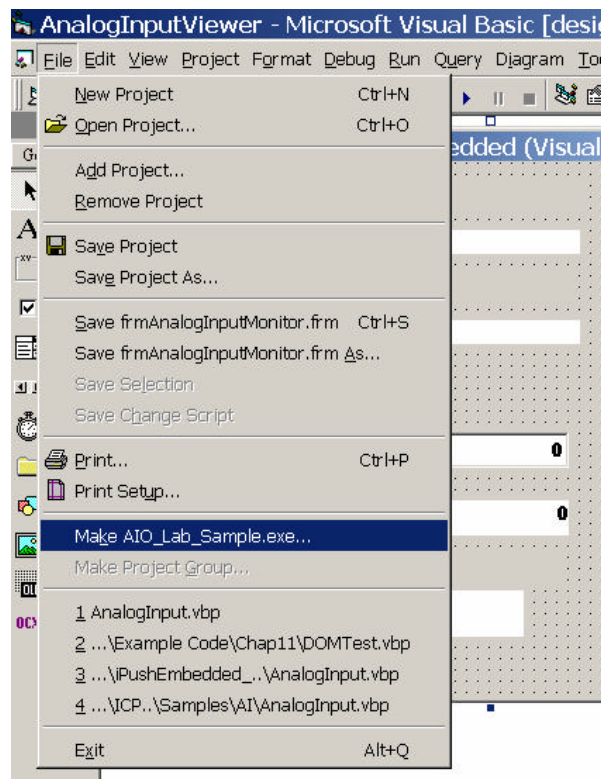 AnalogInputViewer - Microsoft Visual Basic [desi
File Edit View Project Format Debug Run Query Diagram Too
New Project Ctrl+N
Open Project... Ctrl+O
edded (Visual
Add Project...
Remove Project
A
xv
Save Project
Save Project As...
Save frmAnalogInputMonitor.frm Ctrl+S
Save frmAnalogInputMonitor.frm As...
Save Selection
Save Change Script
Print... Ctrl+P
0
Print Setup...
0
Make AIO_Lab_Sample.exe...
Make Project Group...
1 AnalogInput.vbp
2 ...\Example Code\Chap11\DOMTest.vbp
3 ...\iPushEmbedded_..\AnalogInput.vbp
4 ...\ICP..\Samples\AI\AnalogInput.vbp
Exit Alt+Q